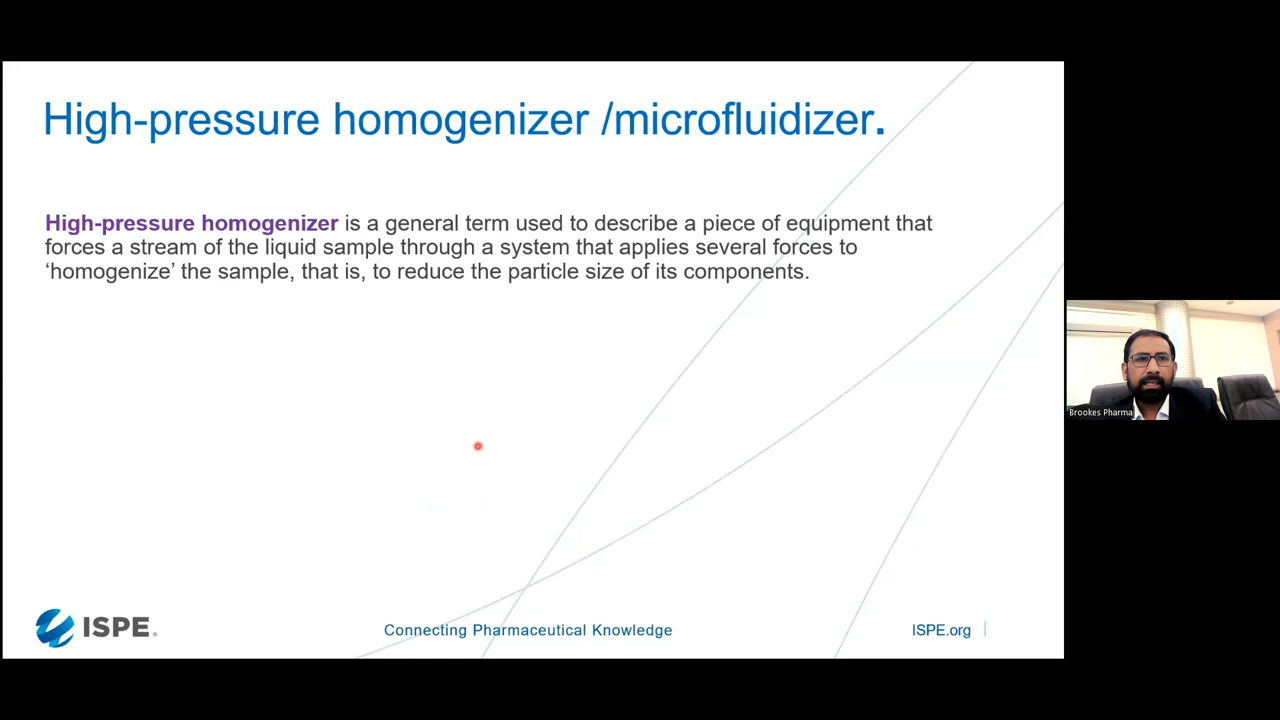 High-pressure homogenizer /microfluidizer.
High-pressure homogenizer is a general term used to describe a piece of equipment that
forces a stream of the liquid sample through a system that applies several forces to
‘homogenize’ the sample, that is, to reduce the particle size of its components.
Brookes Pharma
ISPE.
Connecting Pharmaceutical Knowledge
ISPE.org